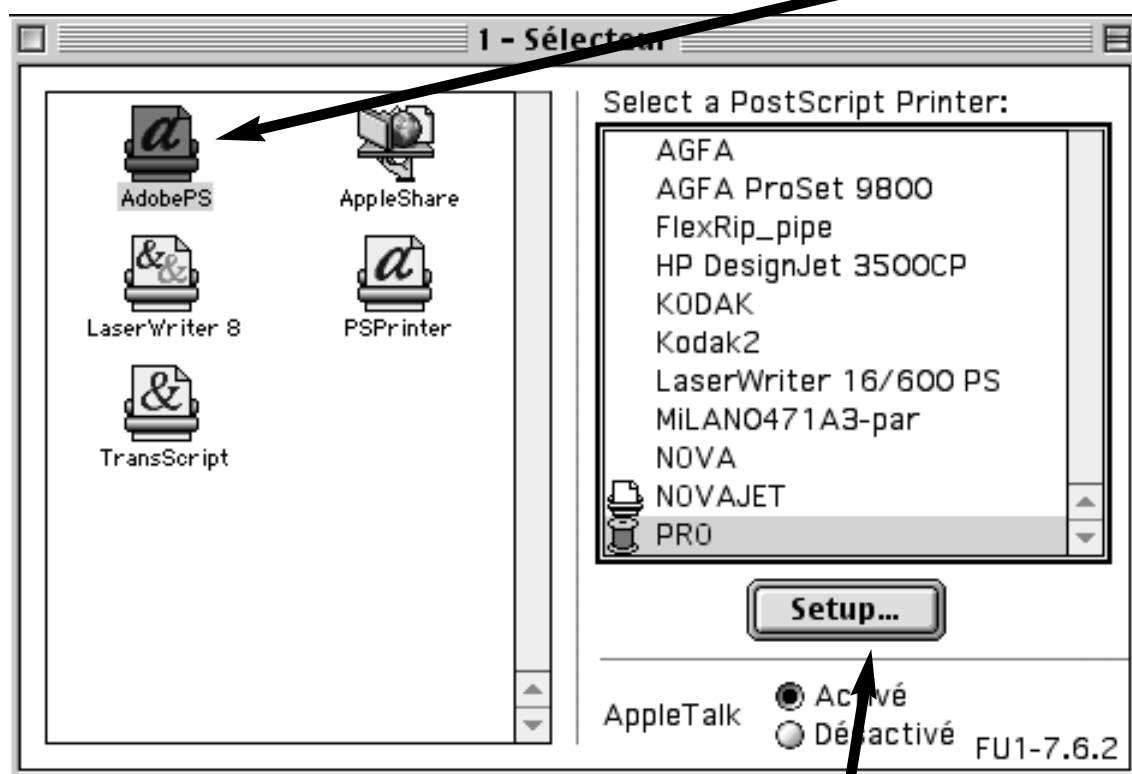 1 - Sélecteur
AdobePS
AppleShare
LaserWriter 8
PSPrinter
TransScript
Select a PostScript Printer:
AGFA
AGFA ProSet 9800
FlexRip_pipe
HP DesignJet 3500CP
KODAK
Kodak2
LaserWriter 16/600 PS
MiLANO471A3-par
NOVA
NOVAJET
PRO
Setup...
AppleTalk
Activé
Désactivé
FU1-7.6.2